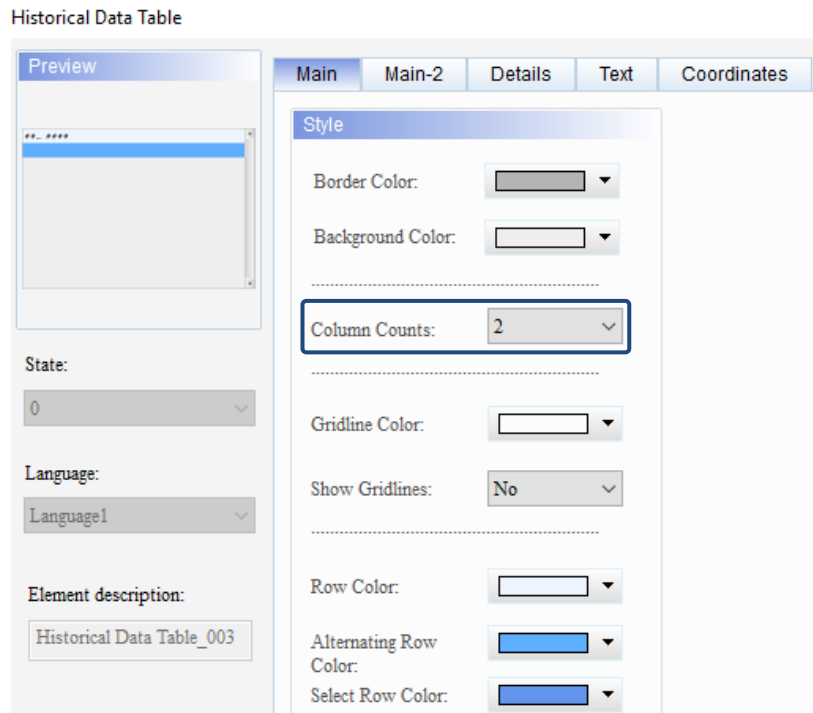 Historical Data Table
Preview
##_ ####
State:
0
Language:
Language1
Element description:
Historical Data Table_003
Main Main-2 Details Text Coordinates
Style
Border Color:
Background Color:
Column Counts: 2
Gridline Color:
Show Gridlines: No
Row Color:
Alternating Row
Color:
Select Row Color: